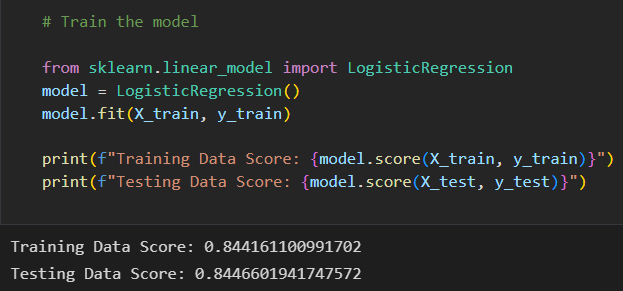 # Train the model
from sklearn.linear_model import LogisticRegression
model = LogisticRegression()
model.fit(X_train, y_train)
print(f"Training Data Score: {model.score(X_train, y_train)}")
print(f"Testing Data Score: {model.score(X_test, y_test)}")
Training Data Score: 0.844161100991702
Testing Data Score: 0.8446601941747572